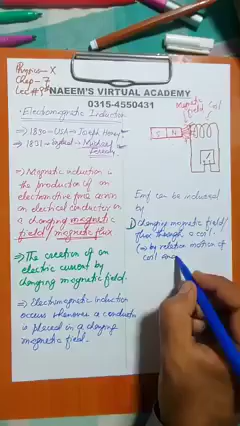 Physics-X
Chap-7
Lec#
NAEEM'S VIRTUAL ACADEMY
0315-4550431
Electromagnetic Induction
⇒ 1830-USA → Joseph Henry
⇒ 1831 → England → Michael
Faraday
⇒ Magnetic induction is
the production of an
electromotive force across
an electrical conductor in
a changing magnetic
field/magnetic flux
⇒ The creation of an
electric current by
changing magnetic field.
⇒ Electromagnetic induction
occurs whenever a conductor
is placed in a changing
magnetic field.
Magnetic
field
Coil
S N
Emf can be induced
by
1) changing magnetic field/
flux through a coil.
(⇒ by relative motion of
coil and